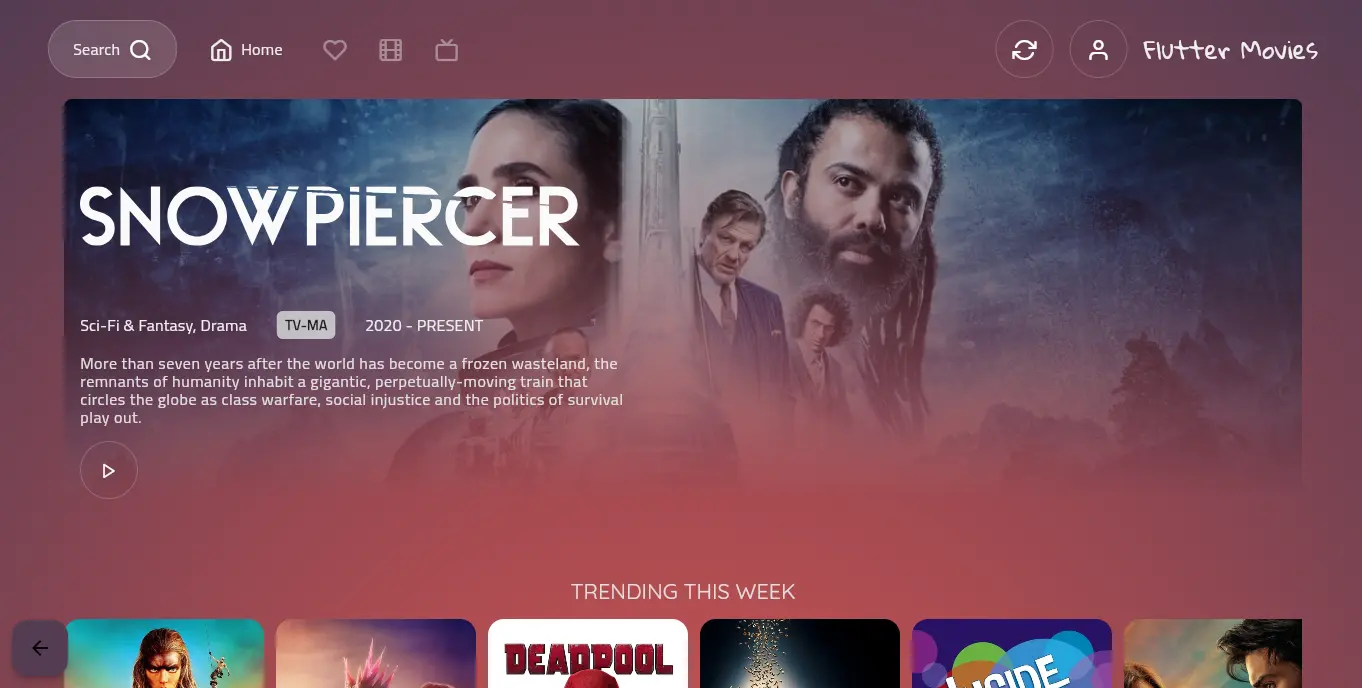 Search
Home
Flutter Movies
SNOWPIERCER
Sci-Fi & Fantasy, Drama
TV-MA
2020 - PRESENT
More than seven years after the world has become a frozen wasteland, the
remnants of humanity inhabit a gigantic, perpetually-moving train that
circles the globe as class warfare, social injustice and the politics of survival
play out.
TRENDING THIS WEEK
DEADPOOL
INSIDE